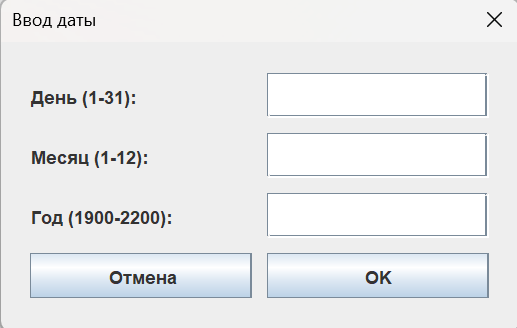 Ввод даты
День (1-31):
Месяц (1-12):
Год (1900-2200):
Отмена OK